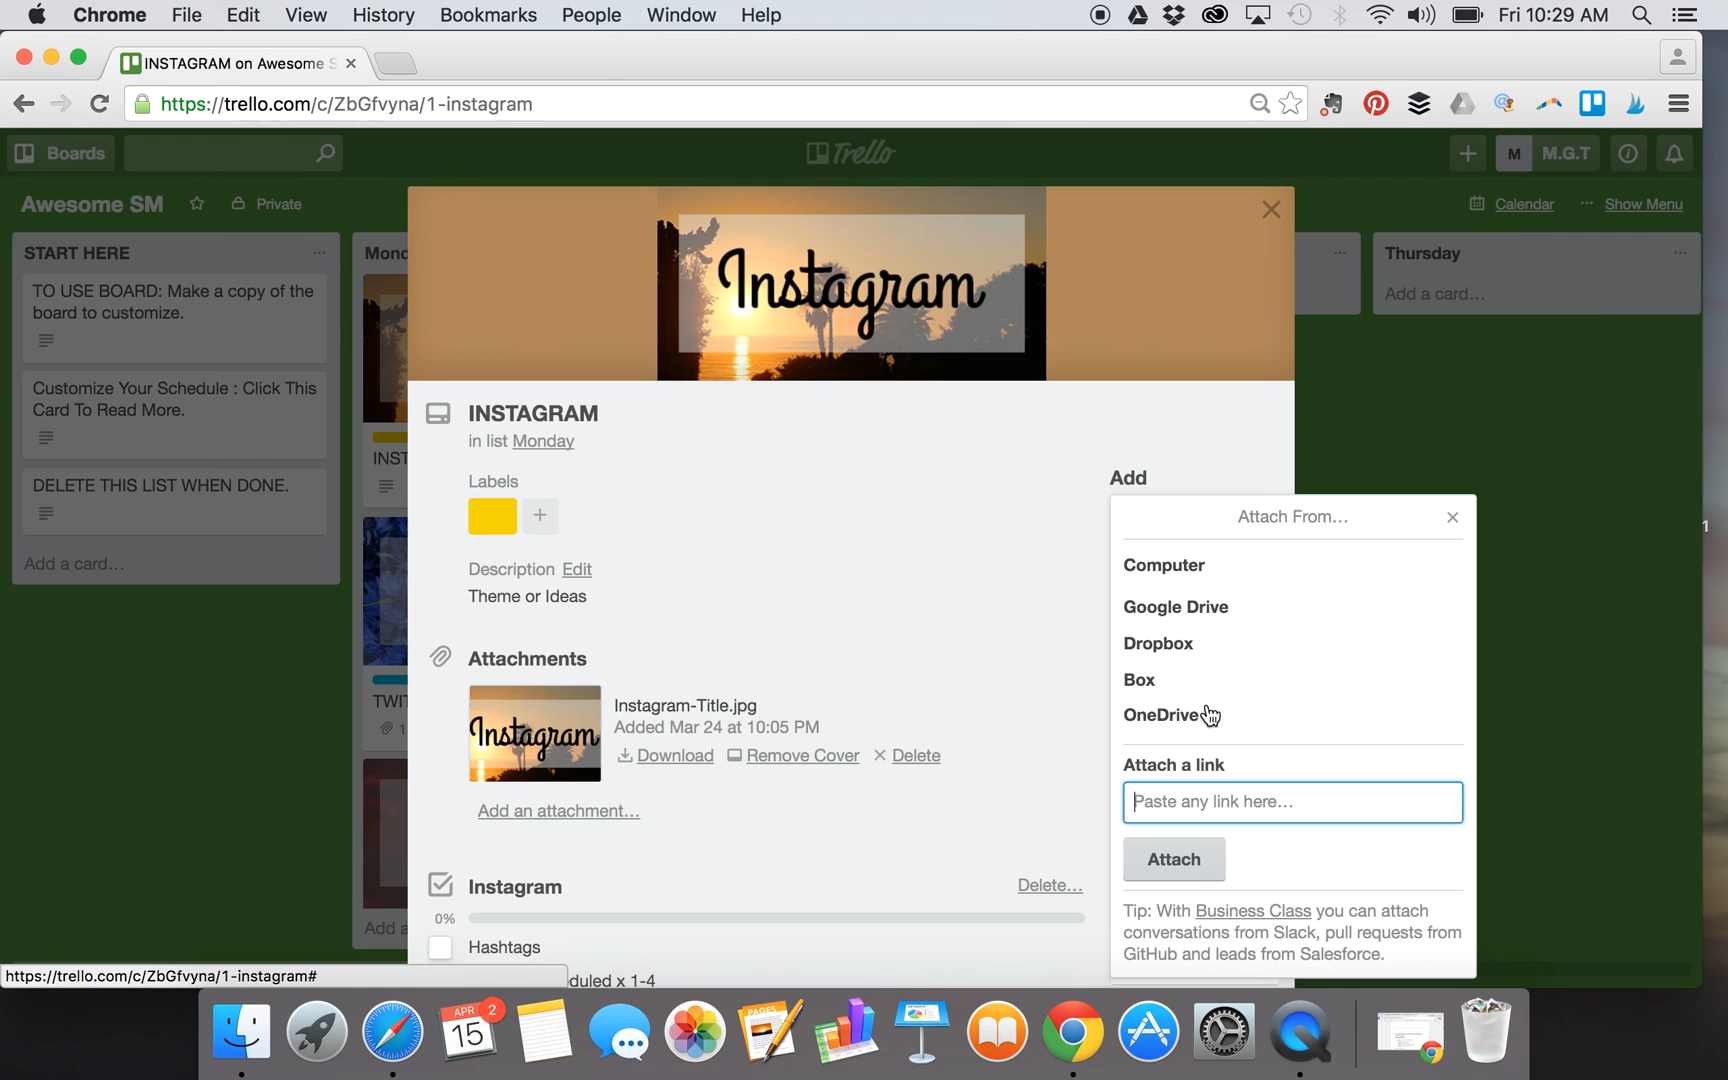 Chrome File Edit View History Bookmarks People Window Help Fri 10:29 AM
INSTAGRAM on Awesome S
https://trello.com/c/ZbGfvyna/1-instagram
Boards Trello M M.G.T
Awesome SM Private Calendar ... Show Menu
START HERE ...
TO USE BOARD: Make a copy of the
board to customize.
Customize Your Schedule : Click This
Card To Read More.
DELETE THIS LIST WHEN DONE.
Add a card...
Mond
INST
TWIT
1
Add a
Instagram
INSTAGRAM
in list Monday
Labels
+
Description Edit
Theme or Ideas
Attachments
Instagram
Instagram-Title.jpg
Added Mar 24 at 10:05 PM
Download Remove Cover Delete
Add an attachment...
Instagram Delete...
0%
Hashtags
duled x 1-4
Add
Attach From...
Computer
Google Drive
Dropbox
Box
OneDrive
Attach a link
Paste any link here...
Attach
Tip: With Business Class you can attach
conversations from Slack, pull requests from
GitHub and leads from Salesforce.
...
Thursday ...
Add a card...
1
https://trello.com/c/ZbGfvyna/1-instagram#
APR 2
15
PAGES